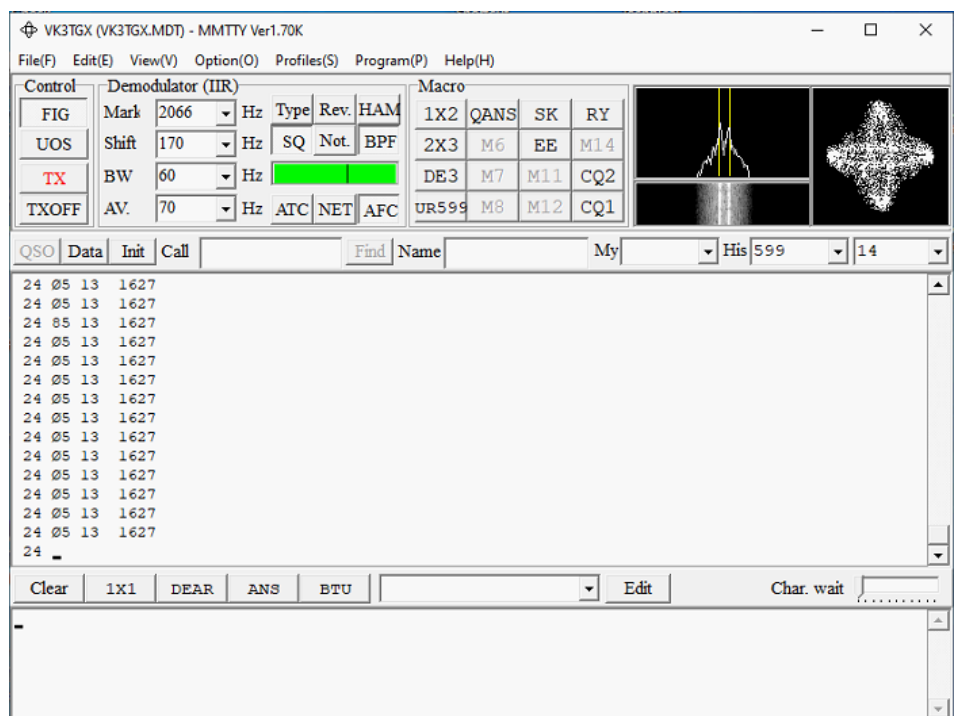 VK3TGX (VK3TGX.MDT) - MMTTY Ver1.70K
File(F) Edit(E) View(V) Option(O) Profiles(S) Program(P) Help(H)
Control Demodulator (IIR) Macro
FIG Mark 2066 Hz Type Rev. HAM 1X2 QANS SK RY
UOS Shift 170 Hz SQ Not. BPF 2X3 M6 EE M14
TX BW 60 Hz DE3 M7 M11 CQ2
TXOFF AV. 70 Hz ATC NET AFC UR599 M8 M12 CQ1
QSO Data Init Call Find Name My His 599 14
24 Ø5 13 1627
24 Ø5 13 1627
24 85 13 1627
24 Ø5 13 1627
24 Ø5 13 1627
24 Ø5 13 1627
24 Ø5 13 1627
24 Ø5 13 1627
24 Ø5 13 1627
24 Ø5 13 1627
24 Ø5 13 1627
24 Ø5 13 1627
24 Ø5 13 1627
24 Ø5 13 1627
24 _
Clear 1X1 DEAR ANS BTU Edit Char. wait